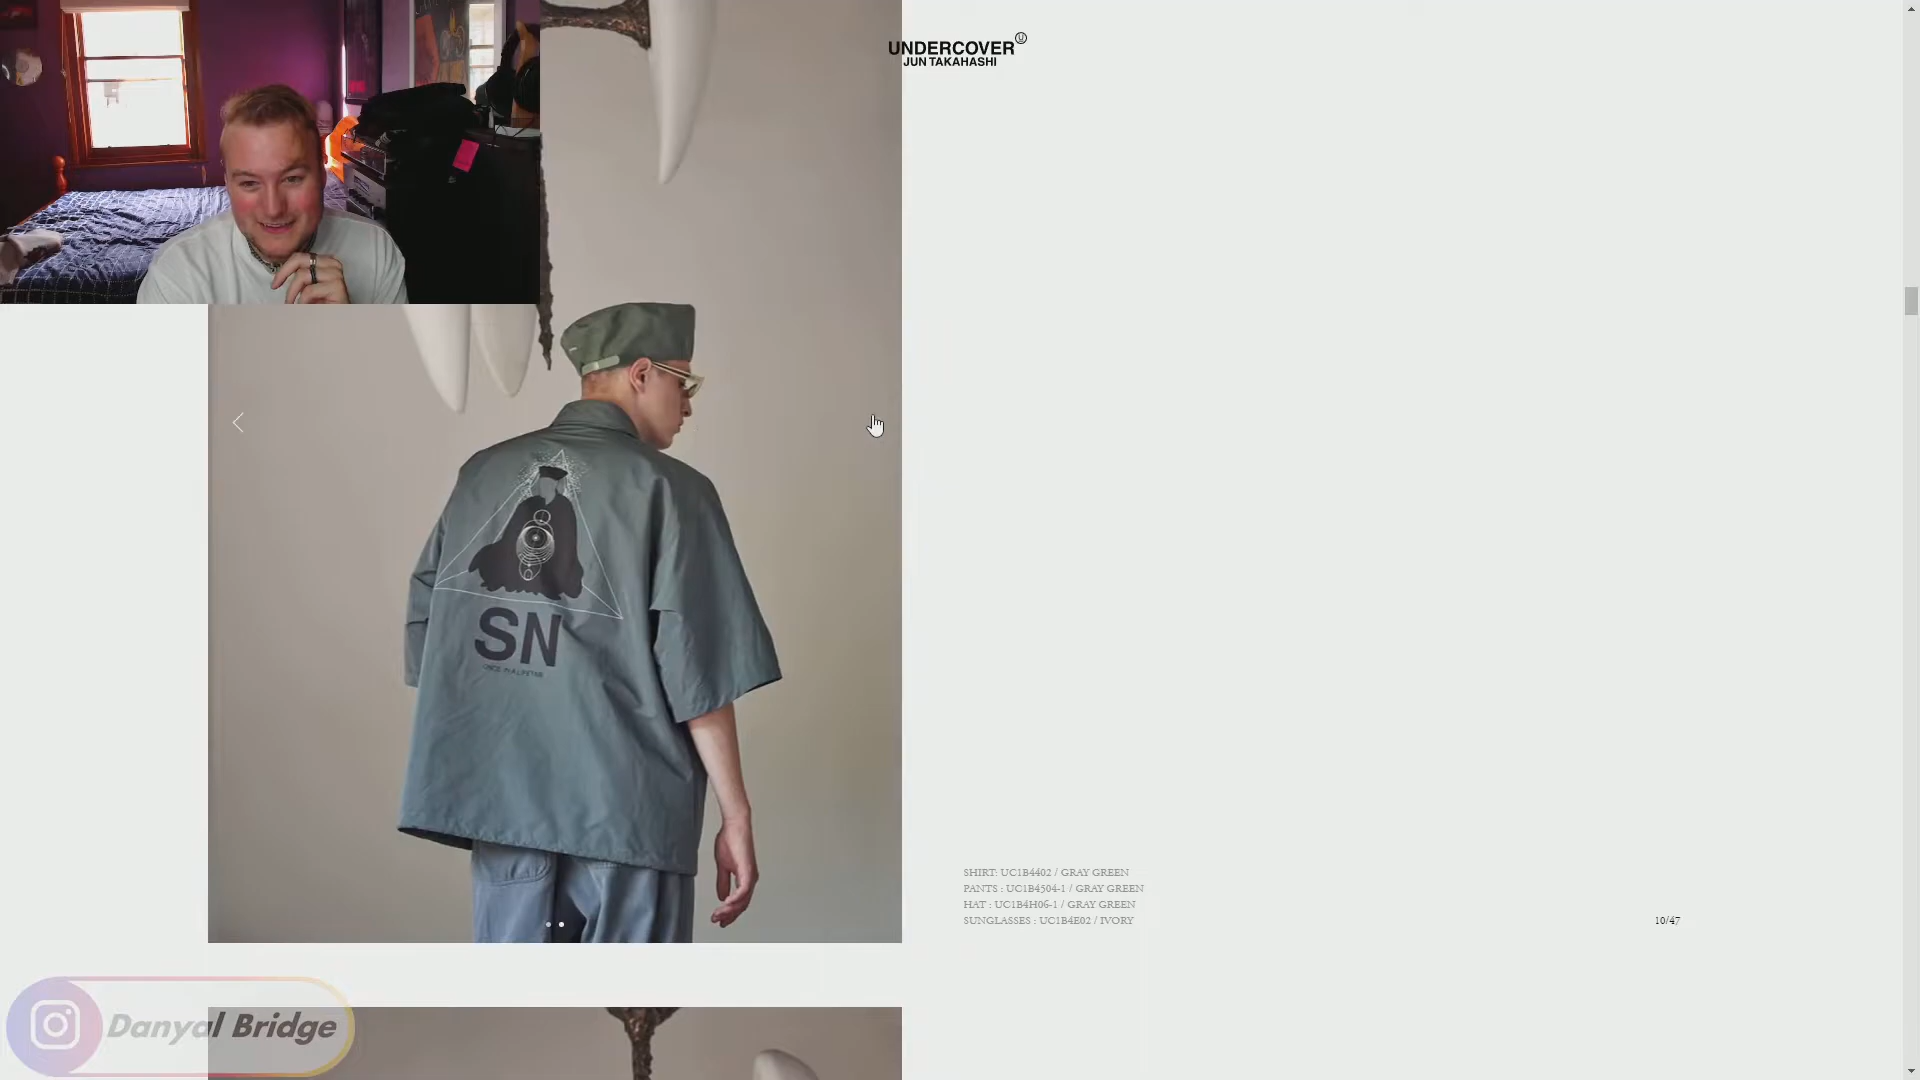 UNDERCOVER
JUN TAKAHASHI
SN
SHIRT: UC1B4402 / GRAY GREEN
PANTS : UC1B4504-1 / GRAY GREEN
HAT : UC1B4H06-1 / GRAY GREEN
SUNGLASSES : UC1B4E02 / IVORY
10/47
Danyal Bridge